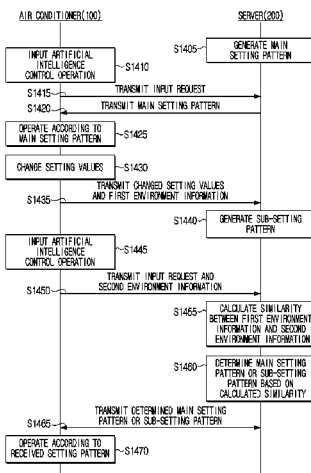 AIR CONDITIONER(100)
SERVER(200)
GENERATE MAIN
SETTING PATTERN
S1405
INPUT ARTIFICIAL
INTELLIGENCE
CONTROL OPERATION
S1410
S1415
TRANSMIT INPUT REQUEST
S1420
TRANSMIT MAIN SETTING PATTERN
OPERATE ACCORDING TO
MAIN SETTING PATTERN
S1425
CHANGE SETTING VALUES
S1430
S1435
TRANSMIT CHANGED SETTING VALUES
AND FIRST ENVIRONMENT INFORMATION
S1440
GENERATE SUB-SETTING
PATTERN
INPUT ARTIFICIAL
INTELLIGENCE
CONTROL OPERATION
S1445
S1450
TRANSMIT INPUT REQUEST AND
SECOND ENVIRONMENT INFORMATION
S1455
CALCULATE SIMILARITY
BETWEEN FIRST ENVIRONMENT
INFORMATION AND SECOND
ENVIRONMENT INFORMATION
S1460
DETERMINE MAIN SETTING
PATTERN OR SUB-SETTING
PATTERN BASED ON
CALCULATED SIMILARITY
S1465
TRANSMIT DETERMINED MAIN SETTING
PATTERN OR SUB-SETTING PATTERN
OPERATE ACCORDING TO
RECEIVED SETTING PATTERN
S1470